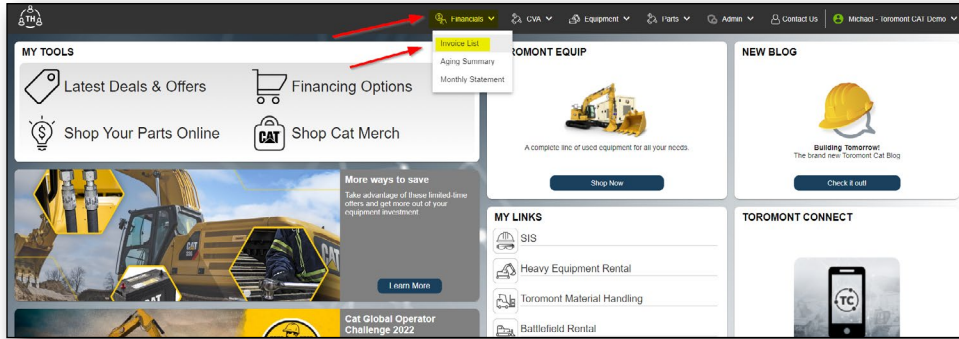 TH
Financials
CVA
Equipment
Parts
Admin
Contact Us
Michael - Toromont CAT Demo
Invoice List
Aging Summary
Monthly Statement
MY TOOLS
Latest Deals & Offers
Financing Options
Shop Your Parts Online
CAT
Shop Cat Merch
More ways to save
Take advantage of these limited-time
offers and get more out of your
equipment investment
Learn More
CAT
Cat Global Operator
Challenge 2022
OROMONT EQUIP
A complete line of used equipment for all your needs.
Shop Now
MY LINKS
SIS
Heavy Equipment Rental
Toromont Material Handling
Battlefield Rental
NEW BLOG
Building Tomorrow!
The brand new Toromont Cat Blog
Check it out!
TOROMONT CONNECT
TC